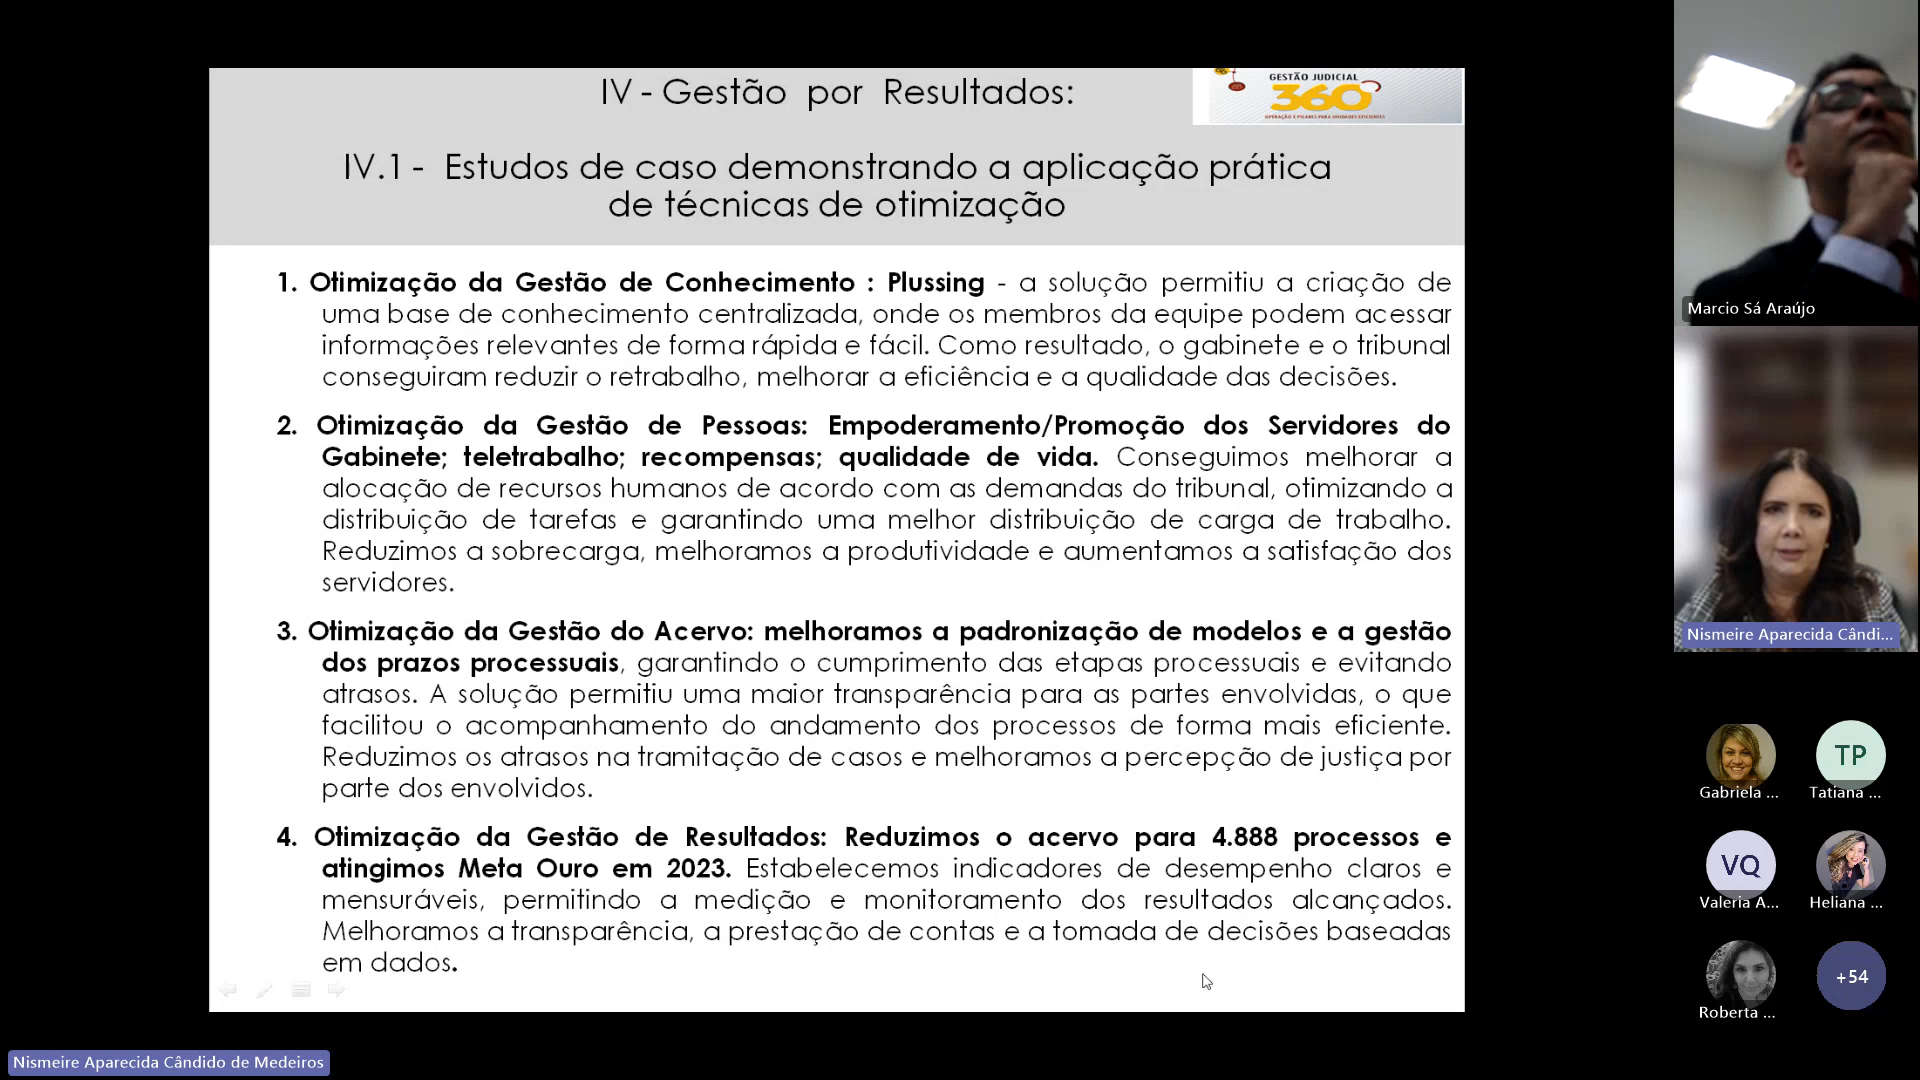 IV - Gestão por Resultados:
GESTÃO JUDICIAL
360º
OPERAÇÃO E PILARES PARA UNIDADES EFICIENTES
IV.1 - Estudos de caso demonstrando a aplicação prática
de técnicas de otimização
1. Otimização da Gestão de Conhecimento : Plussing - a solução permitiu a criação de
uma base de conhecimento centralizada, onde os membros da equipe podem acessar
informações relevantes de forma rápida e fácil. Como resultado, o gabinete e o tribunal
conseguiram reduzir o retrabalho, melhorar a eficiência e a qualidade das decisões.
2. Otimização da Gestão de Pessoas: Empoderamento/Promoção dos Servidores do
Gabinete; teletrabalho; recompensas; qualidade de vida. Conseguimos melhorar a
alocação de recursos humanos de acordo com as demandas do tribunal, otimizando a
distribuição de tarefas e garantindo uma melhor distribuição de carga de trabalho.
Reduzimos a sobrecarga, melhoramos a produtividade e aumentamos a satisfação dos
servidores.
3. Otimização da Gestão do Acervo: melhoramos a padronização de modelos e a gestão
dos prazos processuais, garantindo o cumprimento das etapas processuais e evitando
atrasos. A solução permitiu uma maior transparência para as partes envolvidas, o que
facilitou o acompanhamento do andamento dos processos de forma mais eficiente.
Reduzimos os atrasos na tramitação de casos e melhoramos a percepção de justiça por
parte dos envolvidos.
4. Otimização da Gestão de Resultados: Reduzimos o acervo para 4.888 processos e
atingimos Meta Ouro em 2023. Estabelecemos indicadores de desempenho claros e
mensuráveis, permitindo a medição e monitoramento dos resultados alcançados.
Melhoramos a transparência, a prestação de contas e a tomada de decisões baseadas
em dados.
Marcio Sá Araújo
Nismeire Aparecida Cândi...
Gabriela ...
TP
Tatiana ...
VQ
Valeria A...
Heliana ...
Roberta ...
+54
Nismeire Aparecida Cândido de Medeiros